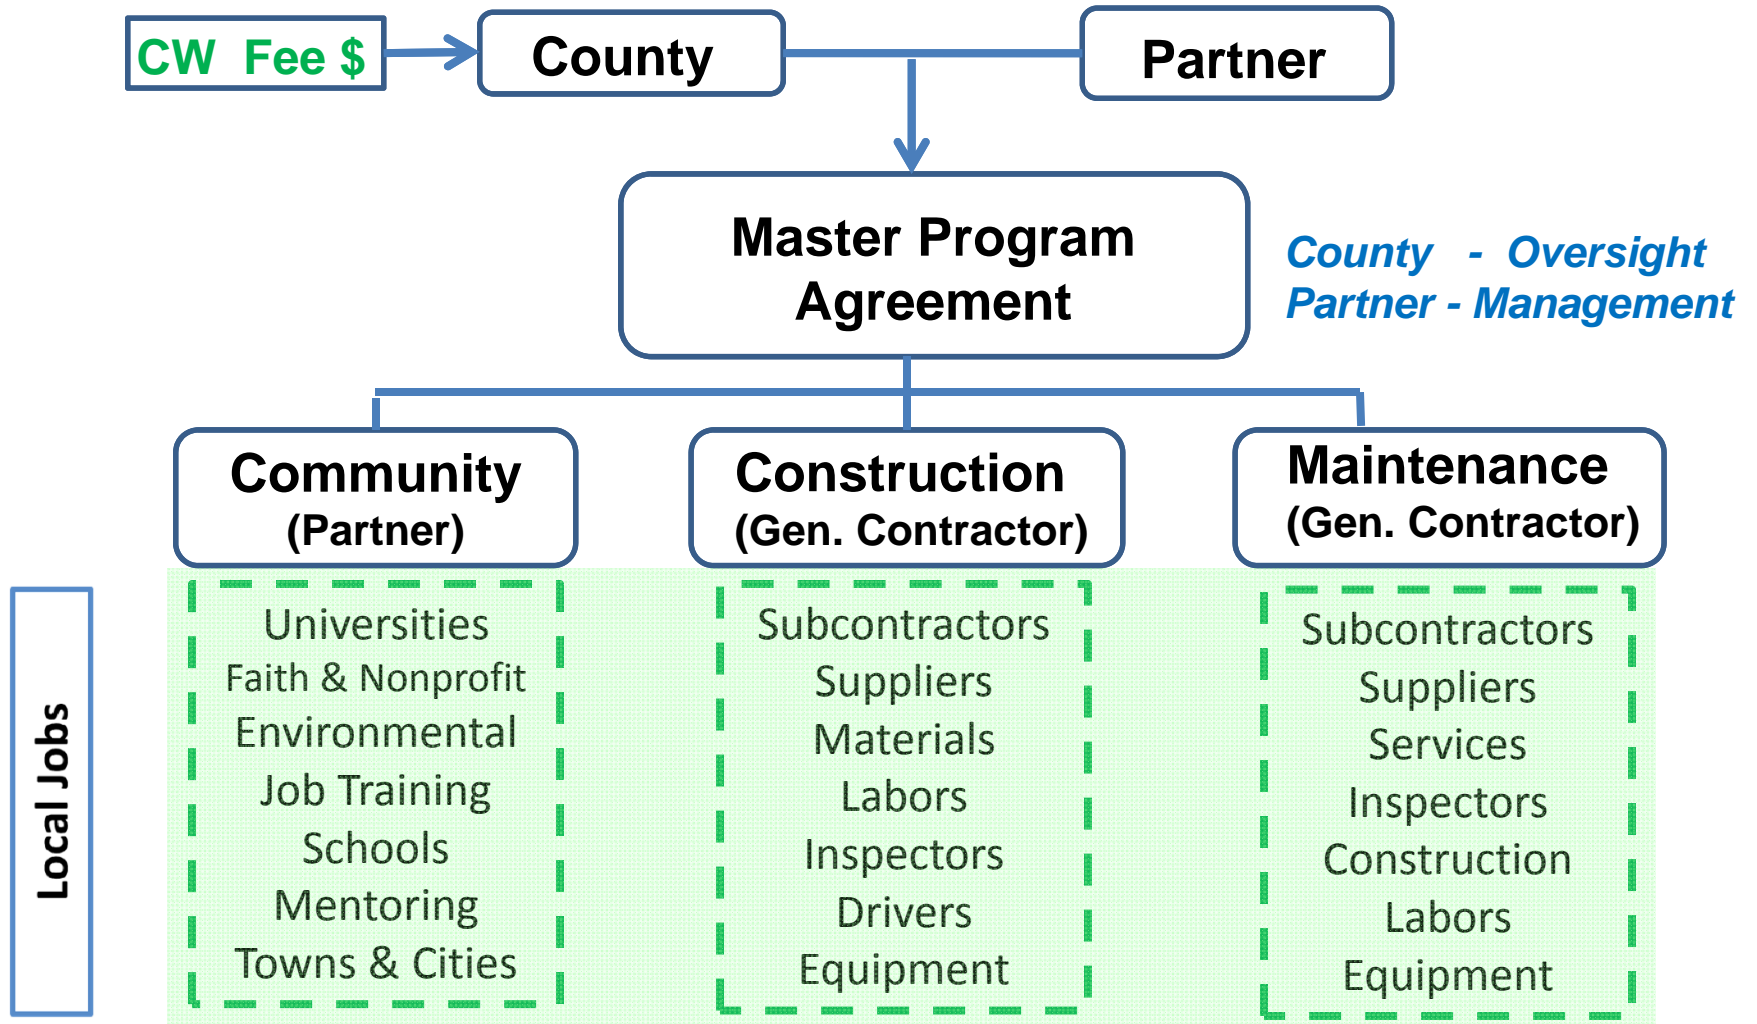 CW Fee $
County
Partner
Master Program
Agreement
County - Oversight
Partner - Management
Community
(Partner)
Construction
(Gen. Contractor)
Maintenance
(Gen. Contractor)
Local Jobs
Universities
Faith & Nonprofit
Environmental
Job Training
Schools
Mentoring
Towns & Cities
Subcontractors
Suppliers
Materials
Labors
Inspectors
Drivers
Equipment
Subcontractors
Suppliers
Services
Inspectors
Construction
Labors
Equipment